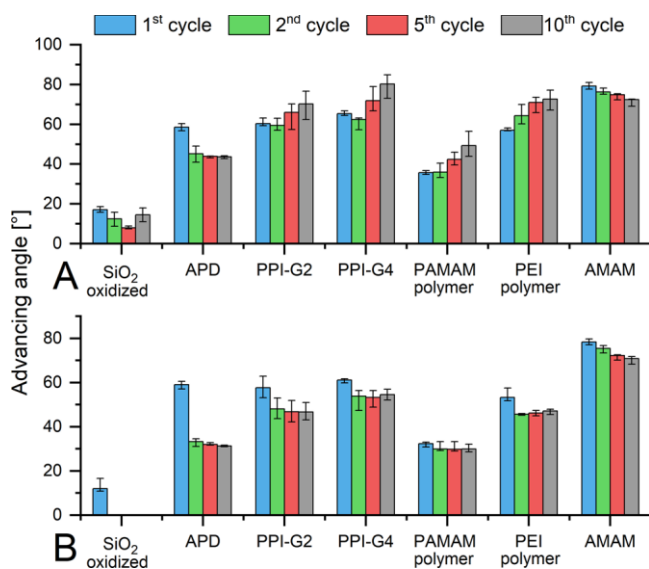 1st cycle 2nd cycle 5th cycle 10th cycle
Advancing angle [°]
100
80
60
40
20
0
A
SiO₂
oxidized
APD
PPI-G2
PPI-G4
PAMAM
polymer
PEI
polymer
AMAM
80
60
40
20
0
B
SiO₂
oxidized
APD
PPI-G2
PPI-G4
PAMAM
polymer
PEI
polymer
AMAM